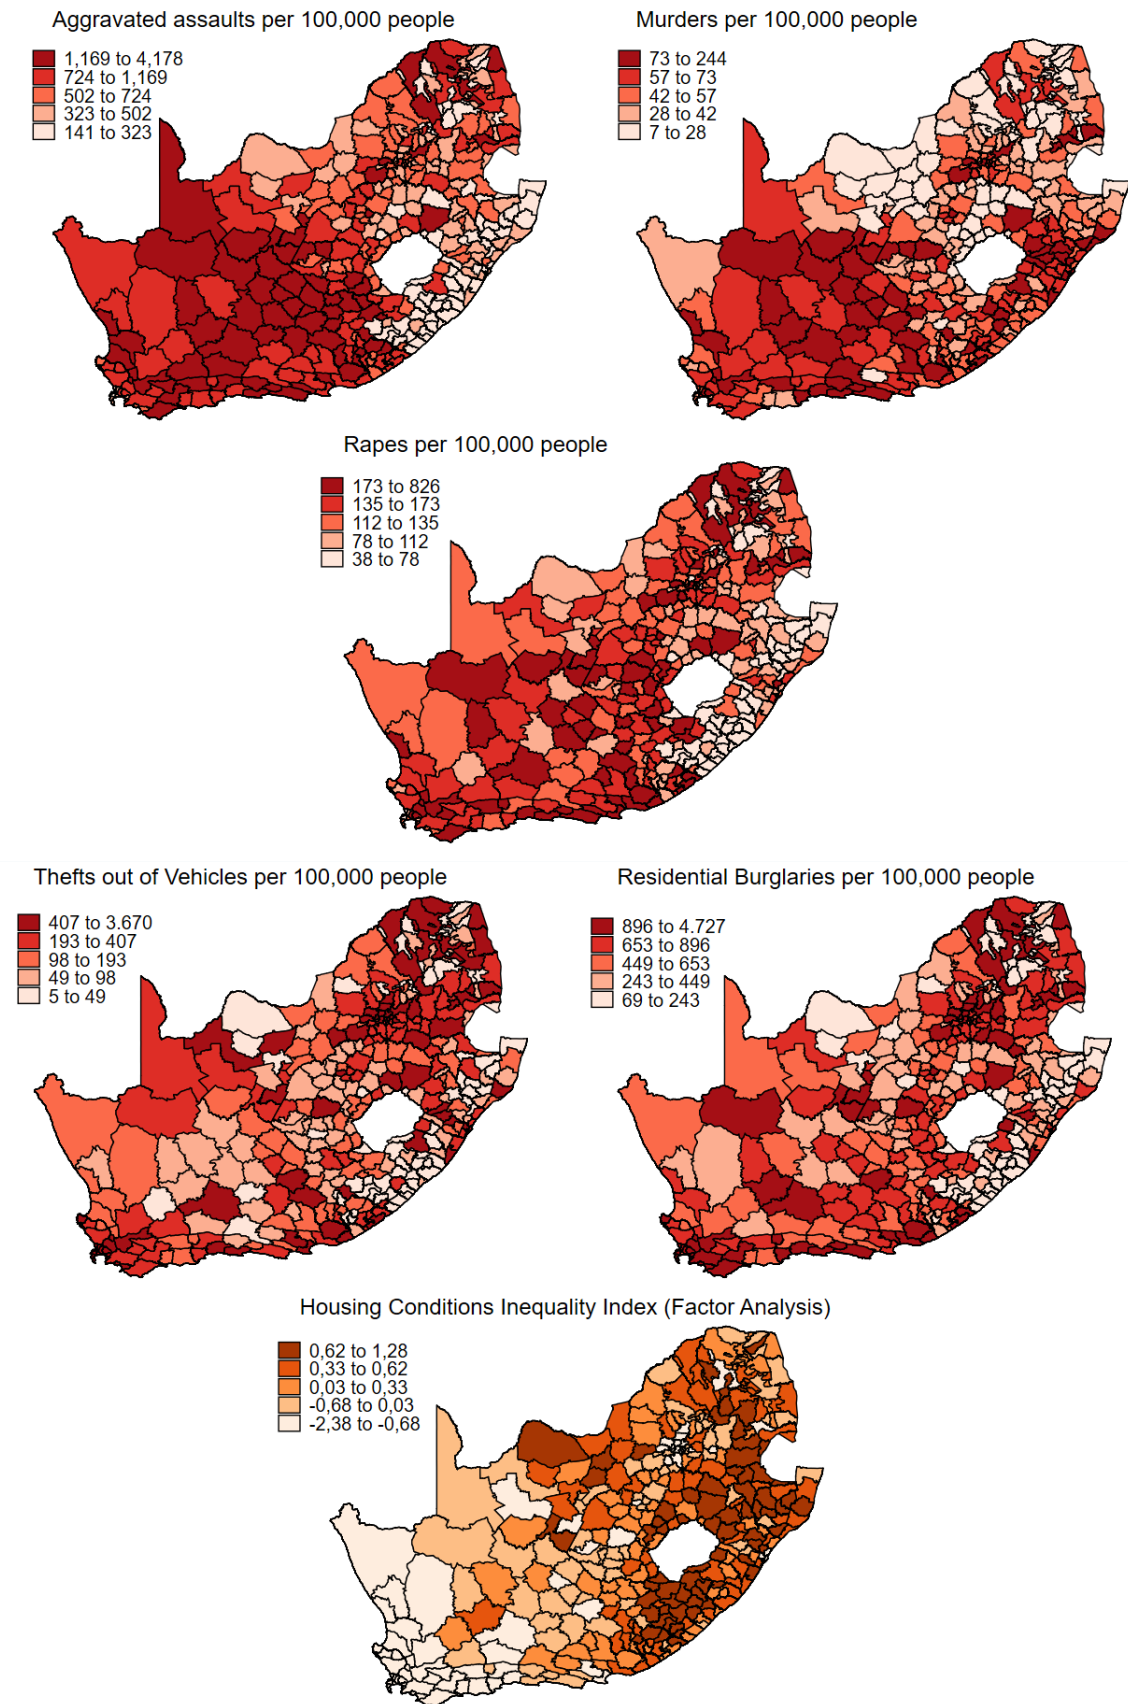 Aggravated assaults per 100,000 people
1,169 to 4,178
724 to 1,169
502 to 724
323 to 502
141 to 323
Murders per 100,000 people
73 to 244
57 to 73
42 to 57
28 to 42
7 to 28
Rapes per 100,000 people
173 to 826
135 to 173
112 to 135
78 to 112
38 to 78
Thefts out of Vehicles per 100,000 people
407 to 3.670
193 to 407
98 to 193
49 to 98
5 to 49
Residential Burglaries per 100,000 people
896 to 4.727
653 to 896
449 to 653
243 to 449
69 to 243
Housing Conditions Inequality Index (Factor Analysis)
0,62 to 1,28
0,33 to 0,62
0,03 to 0,33
-0,68 to 0,03
-2,38 to -0,68